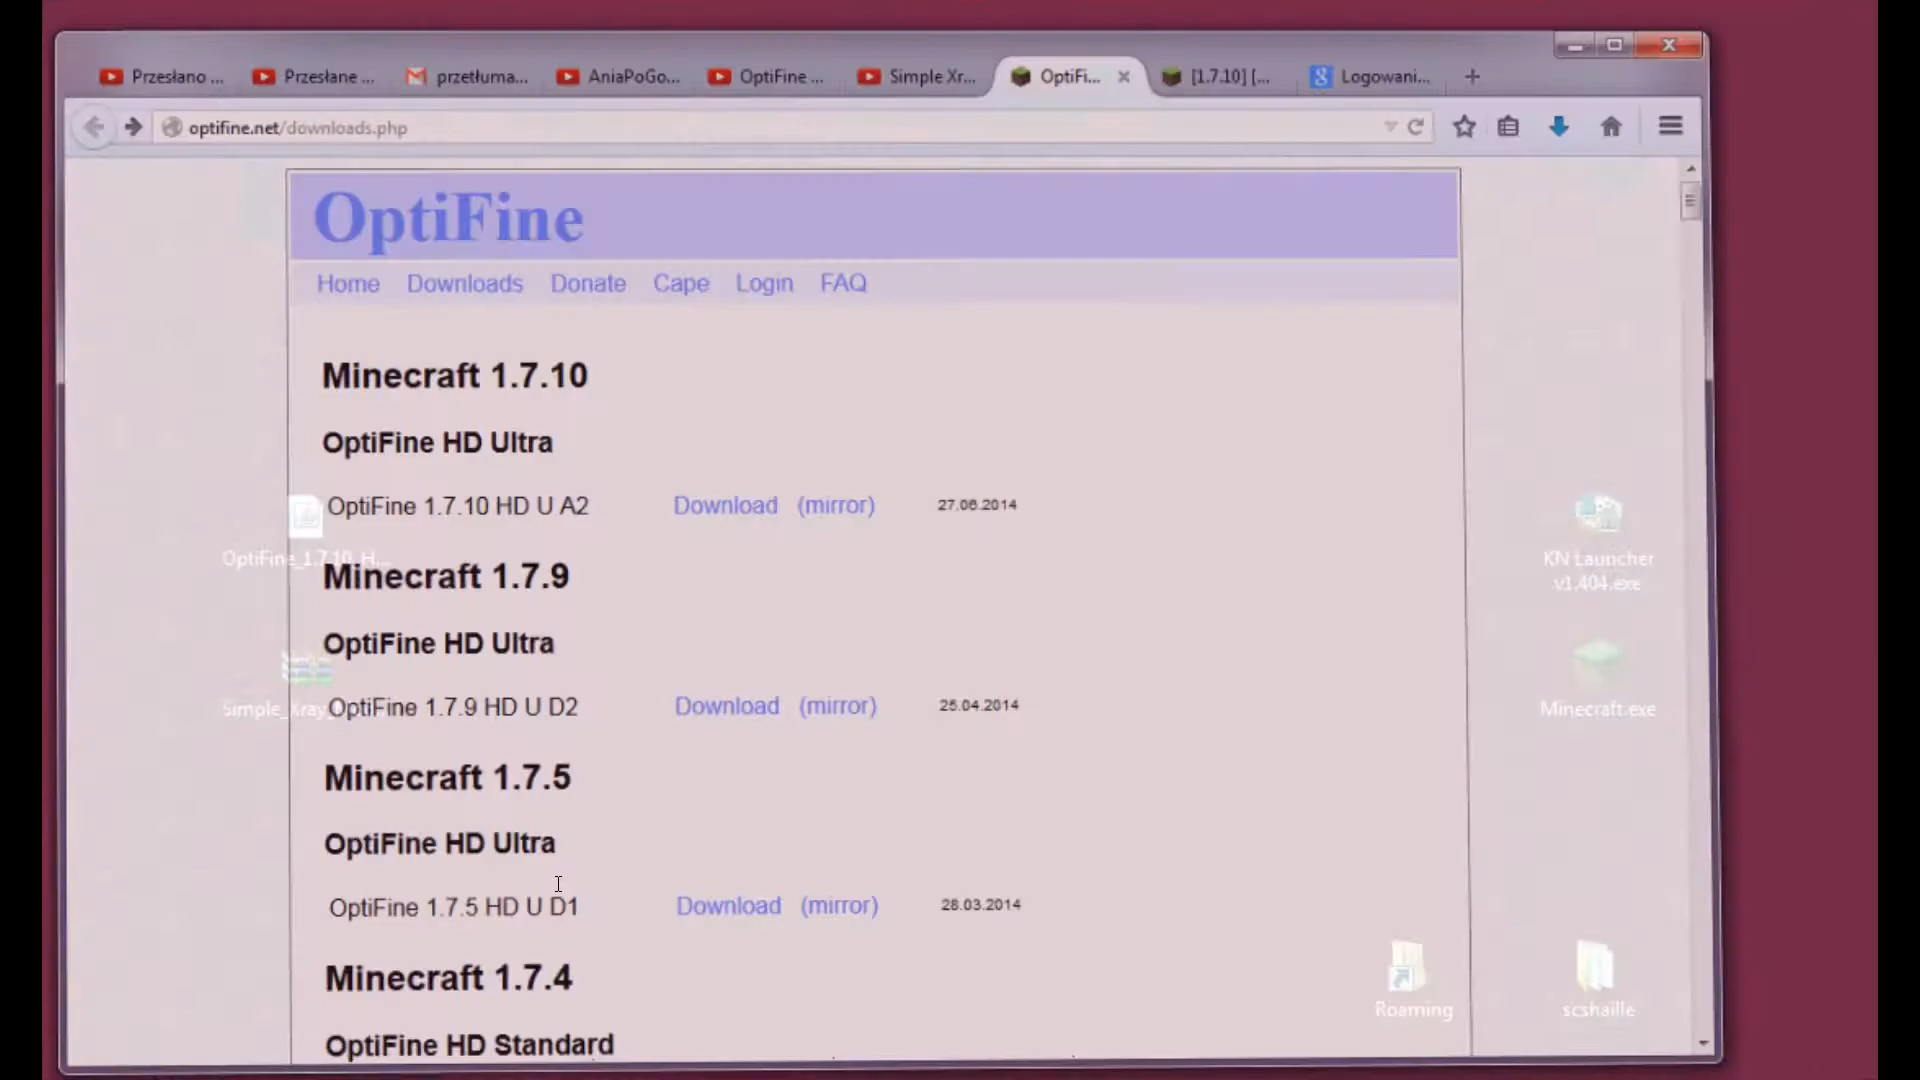 Przesłano ...
Przesłane ...
przetłuma...
AniaPoGo...
OptiFine ...
Simple Xr...
OptiFi...
[1.7.10] [...
Logowani...
optifine.net/downloads.php
OptiFine
Home Downloads Donate Cape Login FAQ
Minecraft 1.7.10
OptiFine HD Ultra
OptiFine 1.7.10 HD U A2 Download (mirror) 27.06.2014
OptiFine_1.7.10_H...
KN Launcher
v1.404.exe
Minecraft 1.7.9
OptiFine HD Ultra
OptiFine 1.7.9 HD U D2 Download (mirror) 25.04.2014
Simple_Xray
Minecraft.exe
Minecraft 1.7.5
OptiFine HD Ultra
OptiFine 1.7.5 HD U D1 Download (mirror) 28.03.2014
Minecraft 1.7.4
Roaming
scshaille
OptiFine HD Standard